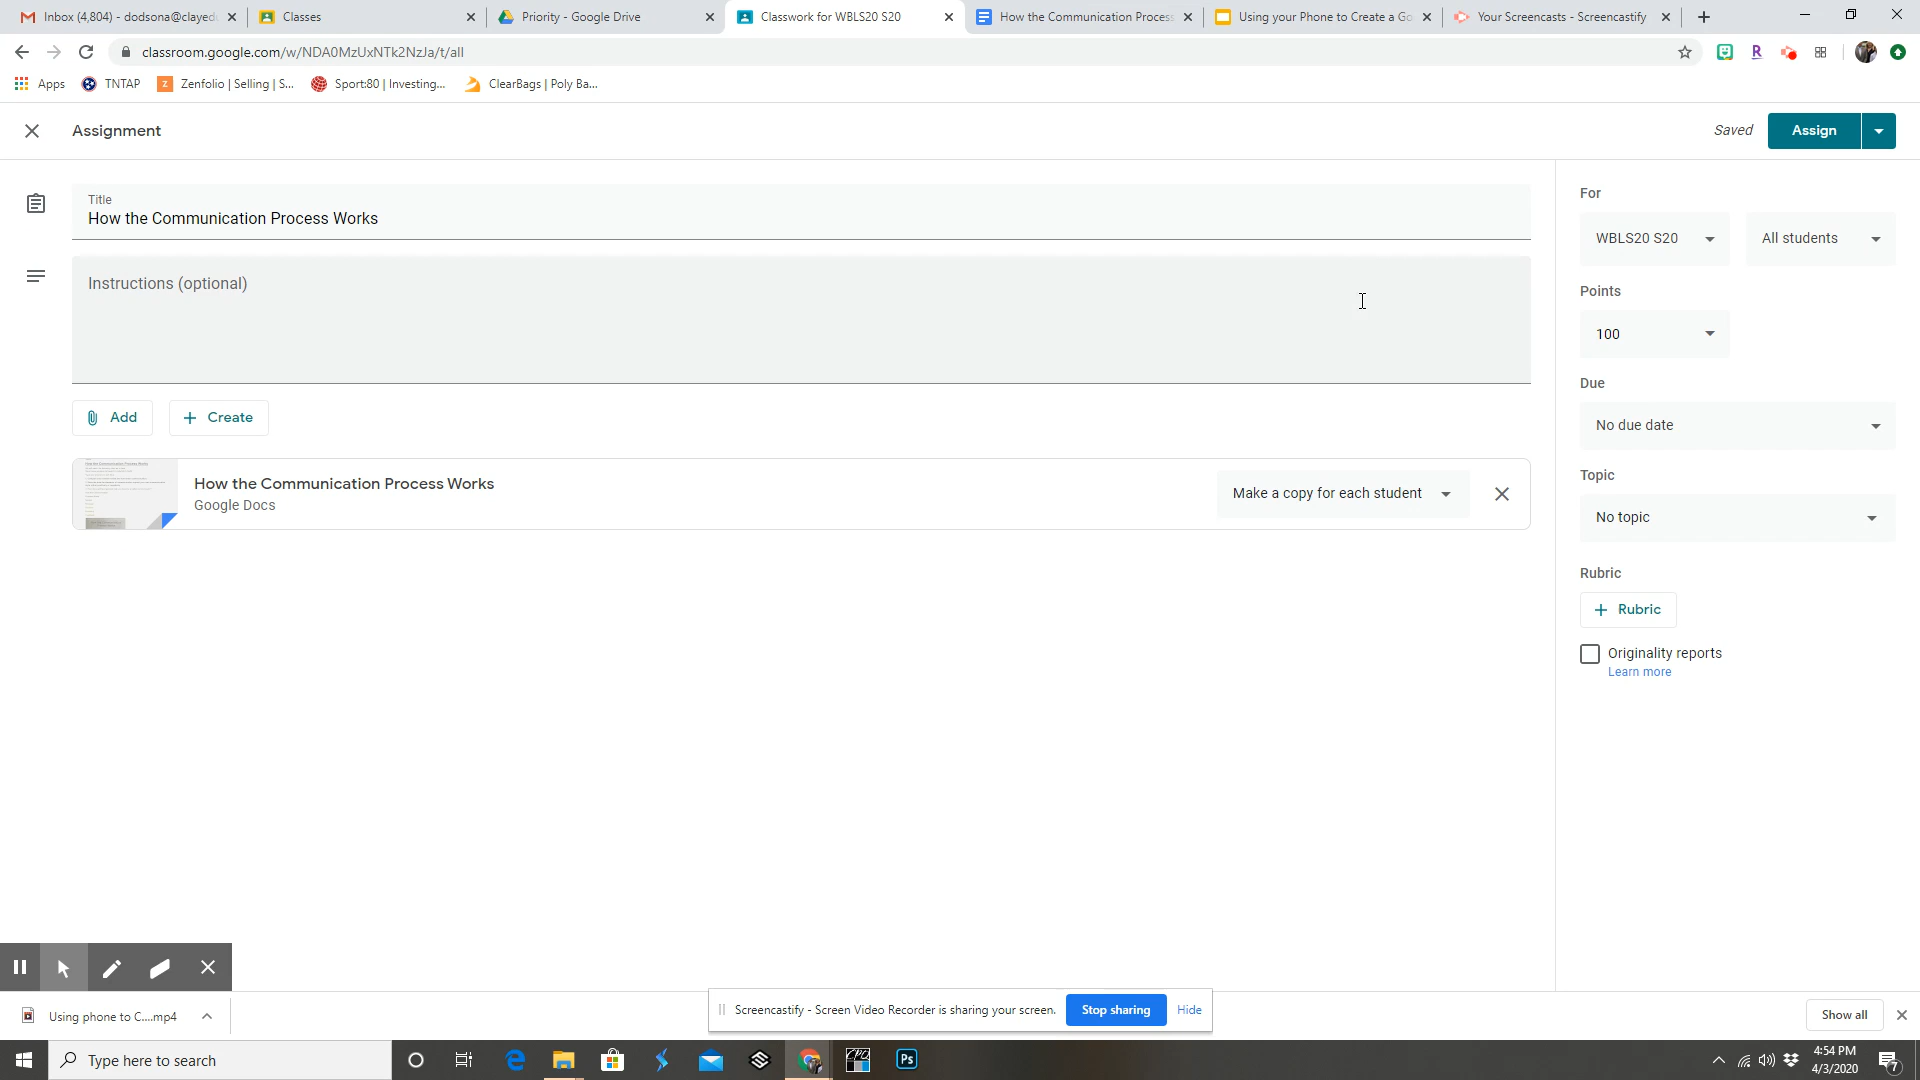 Inbox (4,804) - dodsona@clayed
Classes
Priority - Google Drive
Classwork for WBLS20 S20
How the Communication Process
Using your Phone to Create a Go
Your Screencasts - Screencastify
classroom.google.com/w/NDA0MzUxNTk2NzJa/t/all
Apps
TNTAP
Zenfolio | Selling | S...
Sport:80 | Investing...
ClearBags | Poly Ba...
Assignment
Saved
Assign
Title
How the Communication Process Works
Instructions (optional)
Add
Create
How the Communication Process Works
Google Docs
Make a copy for each student
For
WBLS20 S20
All students
Points
100
Due
No due date
Topic
No topic
Rubric
Rubric
Originality reports
Learn more
Screencastify - Screen Video Recorder is sharing your screen.
Stop sharing
Hide
Using phone to C....mp4
Show all
Type here to search
Ps
4:54 PM
4/3/2020
7